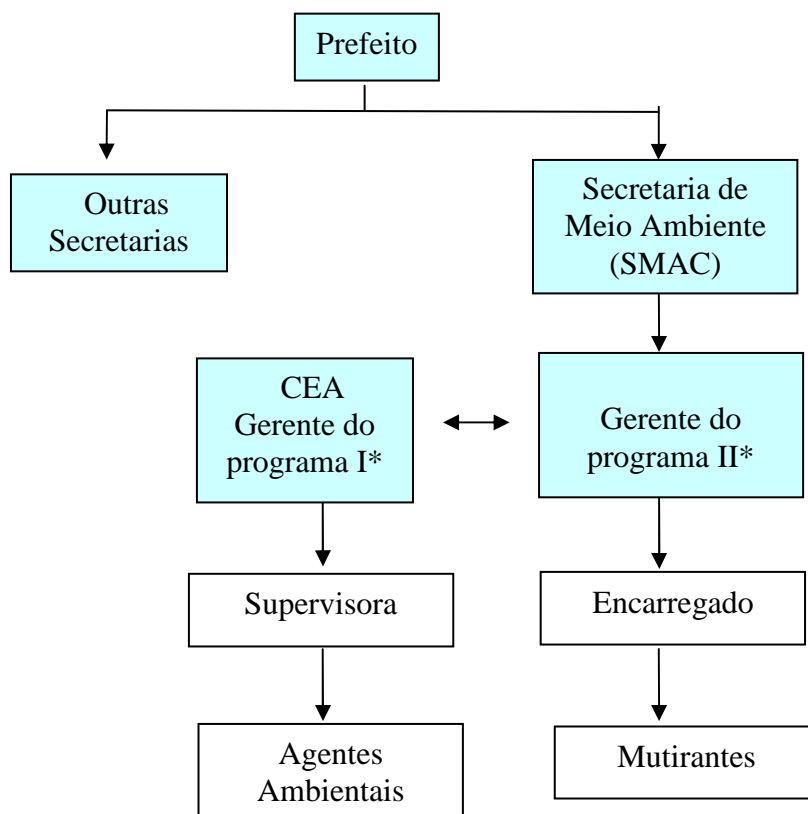 Prefeito
Outras
Secretarias
Secretaria de
Meio Ambiente
(SMAC)
CEA
Gerente do
programa I*
Gerente do
programa II*
Supervisora
Encarregado
Agentes
Ambientais
Mutirantes